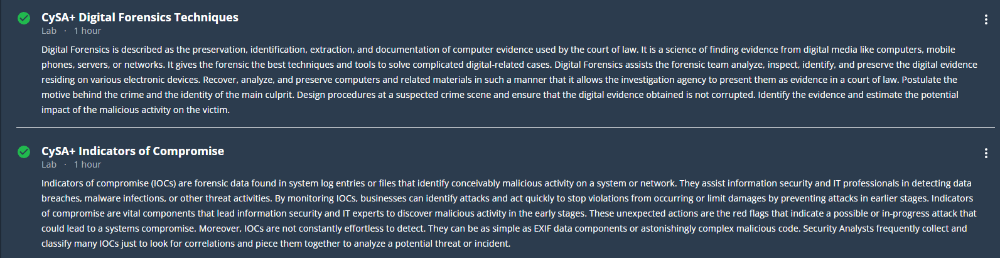 CySA+ Digital Forensics Techniques
Lab · 1 hour
Digital Forensics is described as the preservation, identification, extraction, and documentation of computer evidence used by the court of law. It is a science of finding evidence from digital media like computers, mobile
phones, servers, or networks. It gives the forensic the best techniques and tools to solve complicated digital-related cases. Digital Forensics assists the forensic team analyze, inspect, identify, and preserve the digital evidence
residing on various electronic devices. Recover, analyze, and preserve computers and related materials in such a manner that it allows the investigation agency to present them as evidence in a court of law. Postulate the
motive behind the crime and the identity of the main culprit. Design procedures at a suspected crime scene and ensure that the digital evidence obtained is not corrupted. Identify the evidence and estimate the potential
impact of the malicious activity on the victim.
CySA+ Indicators of Compromise
Lab · 1 hour
Indicators of compromise (IOCs) are forensic data found in system log entries or files that identify conceivably malicious activity on a system or network. They assist information security and IT professionals in detecting data
breaches, malware infections, or other threat activities. By monitoring IOCs, businesses can identify attacks and act quickly to stop violations from occurring or limit damages by preventing attacks in earlier stages. Indicators
of compromise are vital components that lead information security and IT experts to discover malicious activity in the early stages. These unexpected actions are the red flags that indicate a possible or in-progress attack that
could lead to a systems compromise. Moreover, IOCs are not constantly effortless to detect. They can be as simple as EXIF data components or astonishingly complex malicious code. Security Analysts frequently collect and
classify many IOCs just to look for correlations and piece them together to analyze a potential threat or incident.